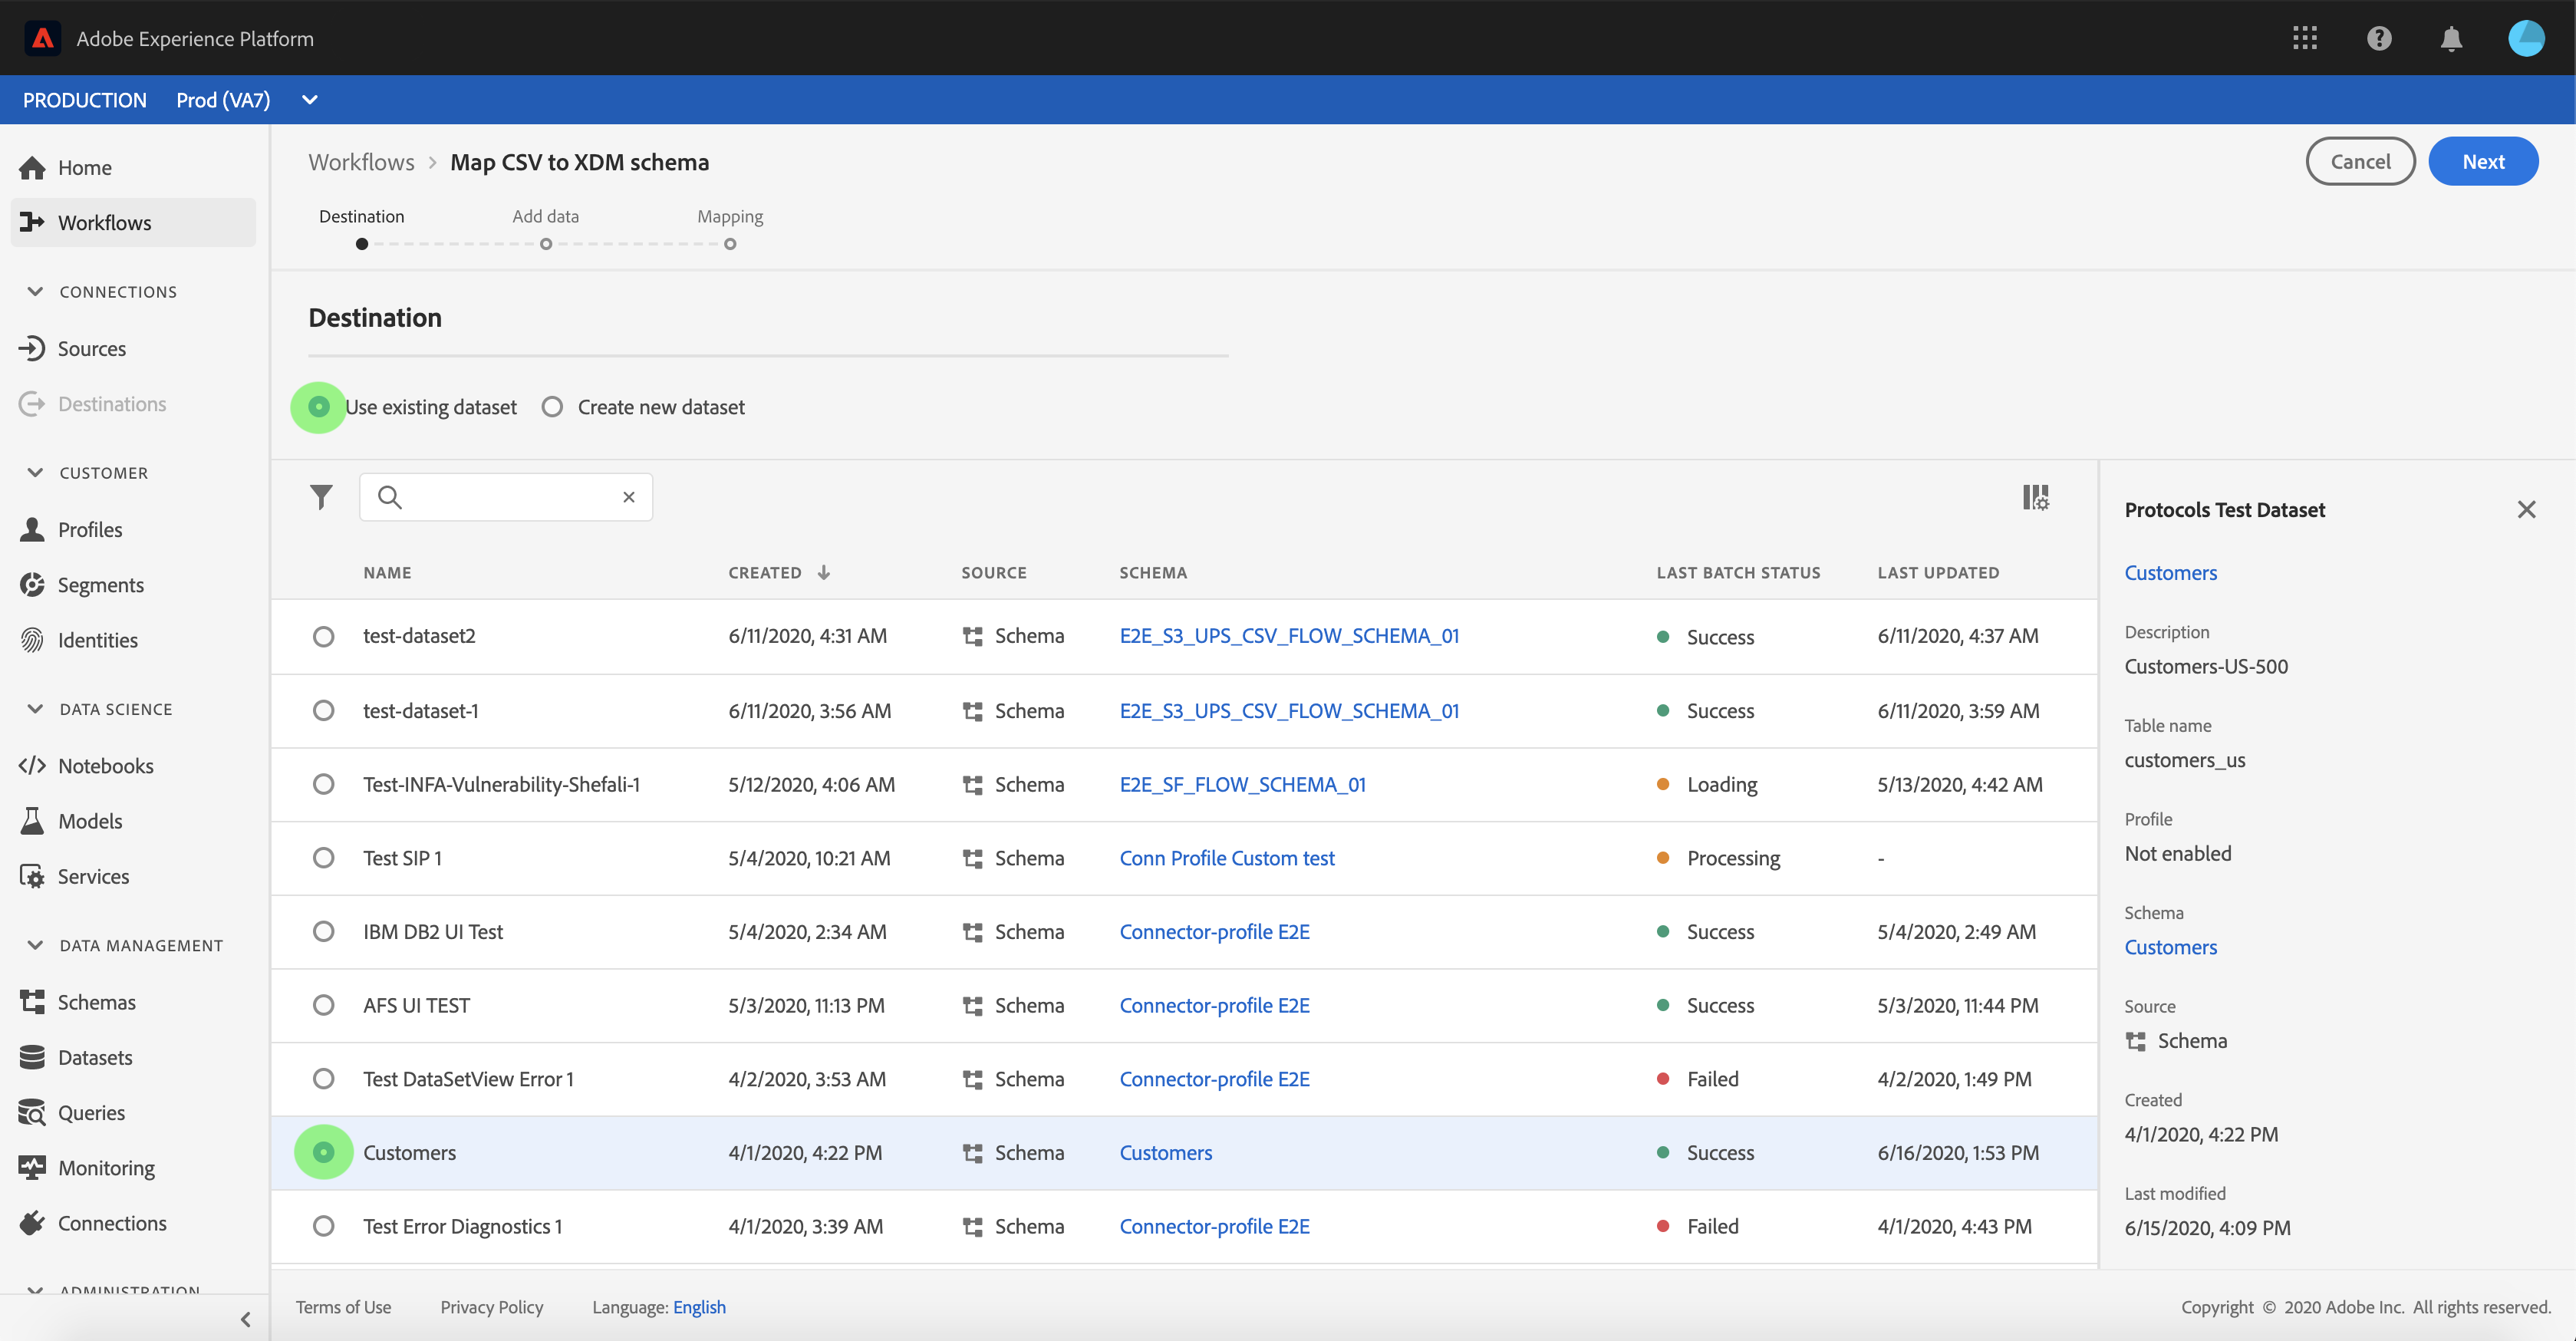 Adobe Experience Platform
PRODUCTION Prod (VA7)
Home
Workflows
CONNECTIONS
Sources
Destinations
CUSTOMER
Profiles
Segments
Identities
DATA SCIENCE
Notebooks
Models
Services
DATA MANAGEMENT
Schemas
Datasets
Queries
Monitoring
Connections
ADMINISTRATION
Workflows > Map CSV to XDM schema
Cancel Next
Destination Add data Mapping
Destination
Use existing dataset Create new dataset
NAME CREATED SOURCE SCHEMA LAST BATCH STATUS LAST UPDATED
test-dataset2 6/11/2020, 4:31 AM Schema E2E_S3_UPS_CSV_FLOW_SCHEMA_01 Success 6/11/2020, 4:37 AM
test-dataset-1 6/11/2020, 3:56 AM Schema E2E_S3_UPS_CSV_FLOW_SCHEMA_01 Success 6/11/2020, 3:59 AM
Test-INFA-Vulnerability-Shefali-1 5/12/2020, 4:06 AM Schema E2E_SF_FLOW_SCHEMA_01 Loading 5/13/2020, 4:42 AM
Test SIP 1 5/4/2020, 10:21 AM Schema Conn Profile Custom test Processing -
IBM DB2 UI Test 5/4/2020, 2:34 AM Schema Connector-profile E2E Success 5/4/2020, 2:49 AM
AFS UI TEST 5/3/2020, 11:13 PM Schema Connector-profile E2E Success 5/3/2020, 11:44 PM
Test DataSetView Error 1 4/2/2020, 3:53 AM Schema Connector-profile E2E Failed 4/2/2020, 1:49 PM
Customers 4/1/2020, 4:22 PM Schema Customers Success 6/16/2020, 1:53 PM
Test Error Diagnostics 1 4/1/2020, 3:39 AM Schema Connector-profile E2E Failed 4/1/2020, 4:43 PM
Protocols Test Dataset
Customers
Description
Customers-US-500
Table name
customers_us
Profile
Not enabled
Schema
Customers
Source
Schema
Created
4/1/2020, 4:22 PM
Last modified
6/15/2020, 4:09 PM
Terms of Use Privacy Policy Language: English Copyright © 2020 Adobe Inc. All rights reserved.